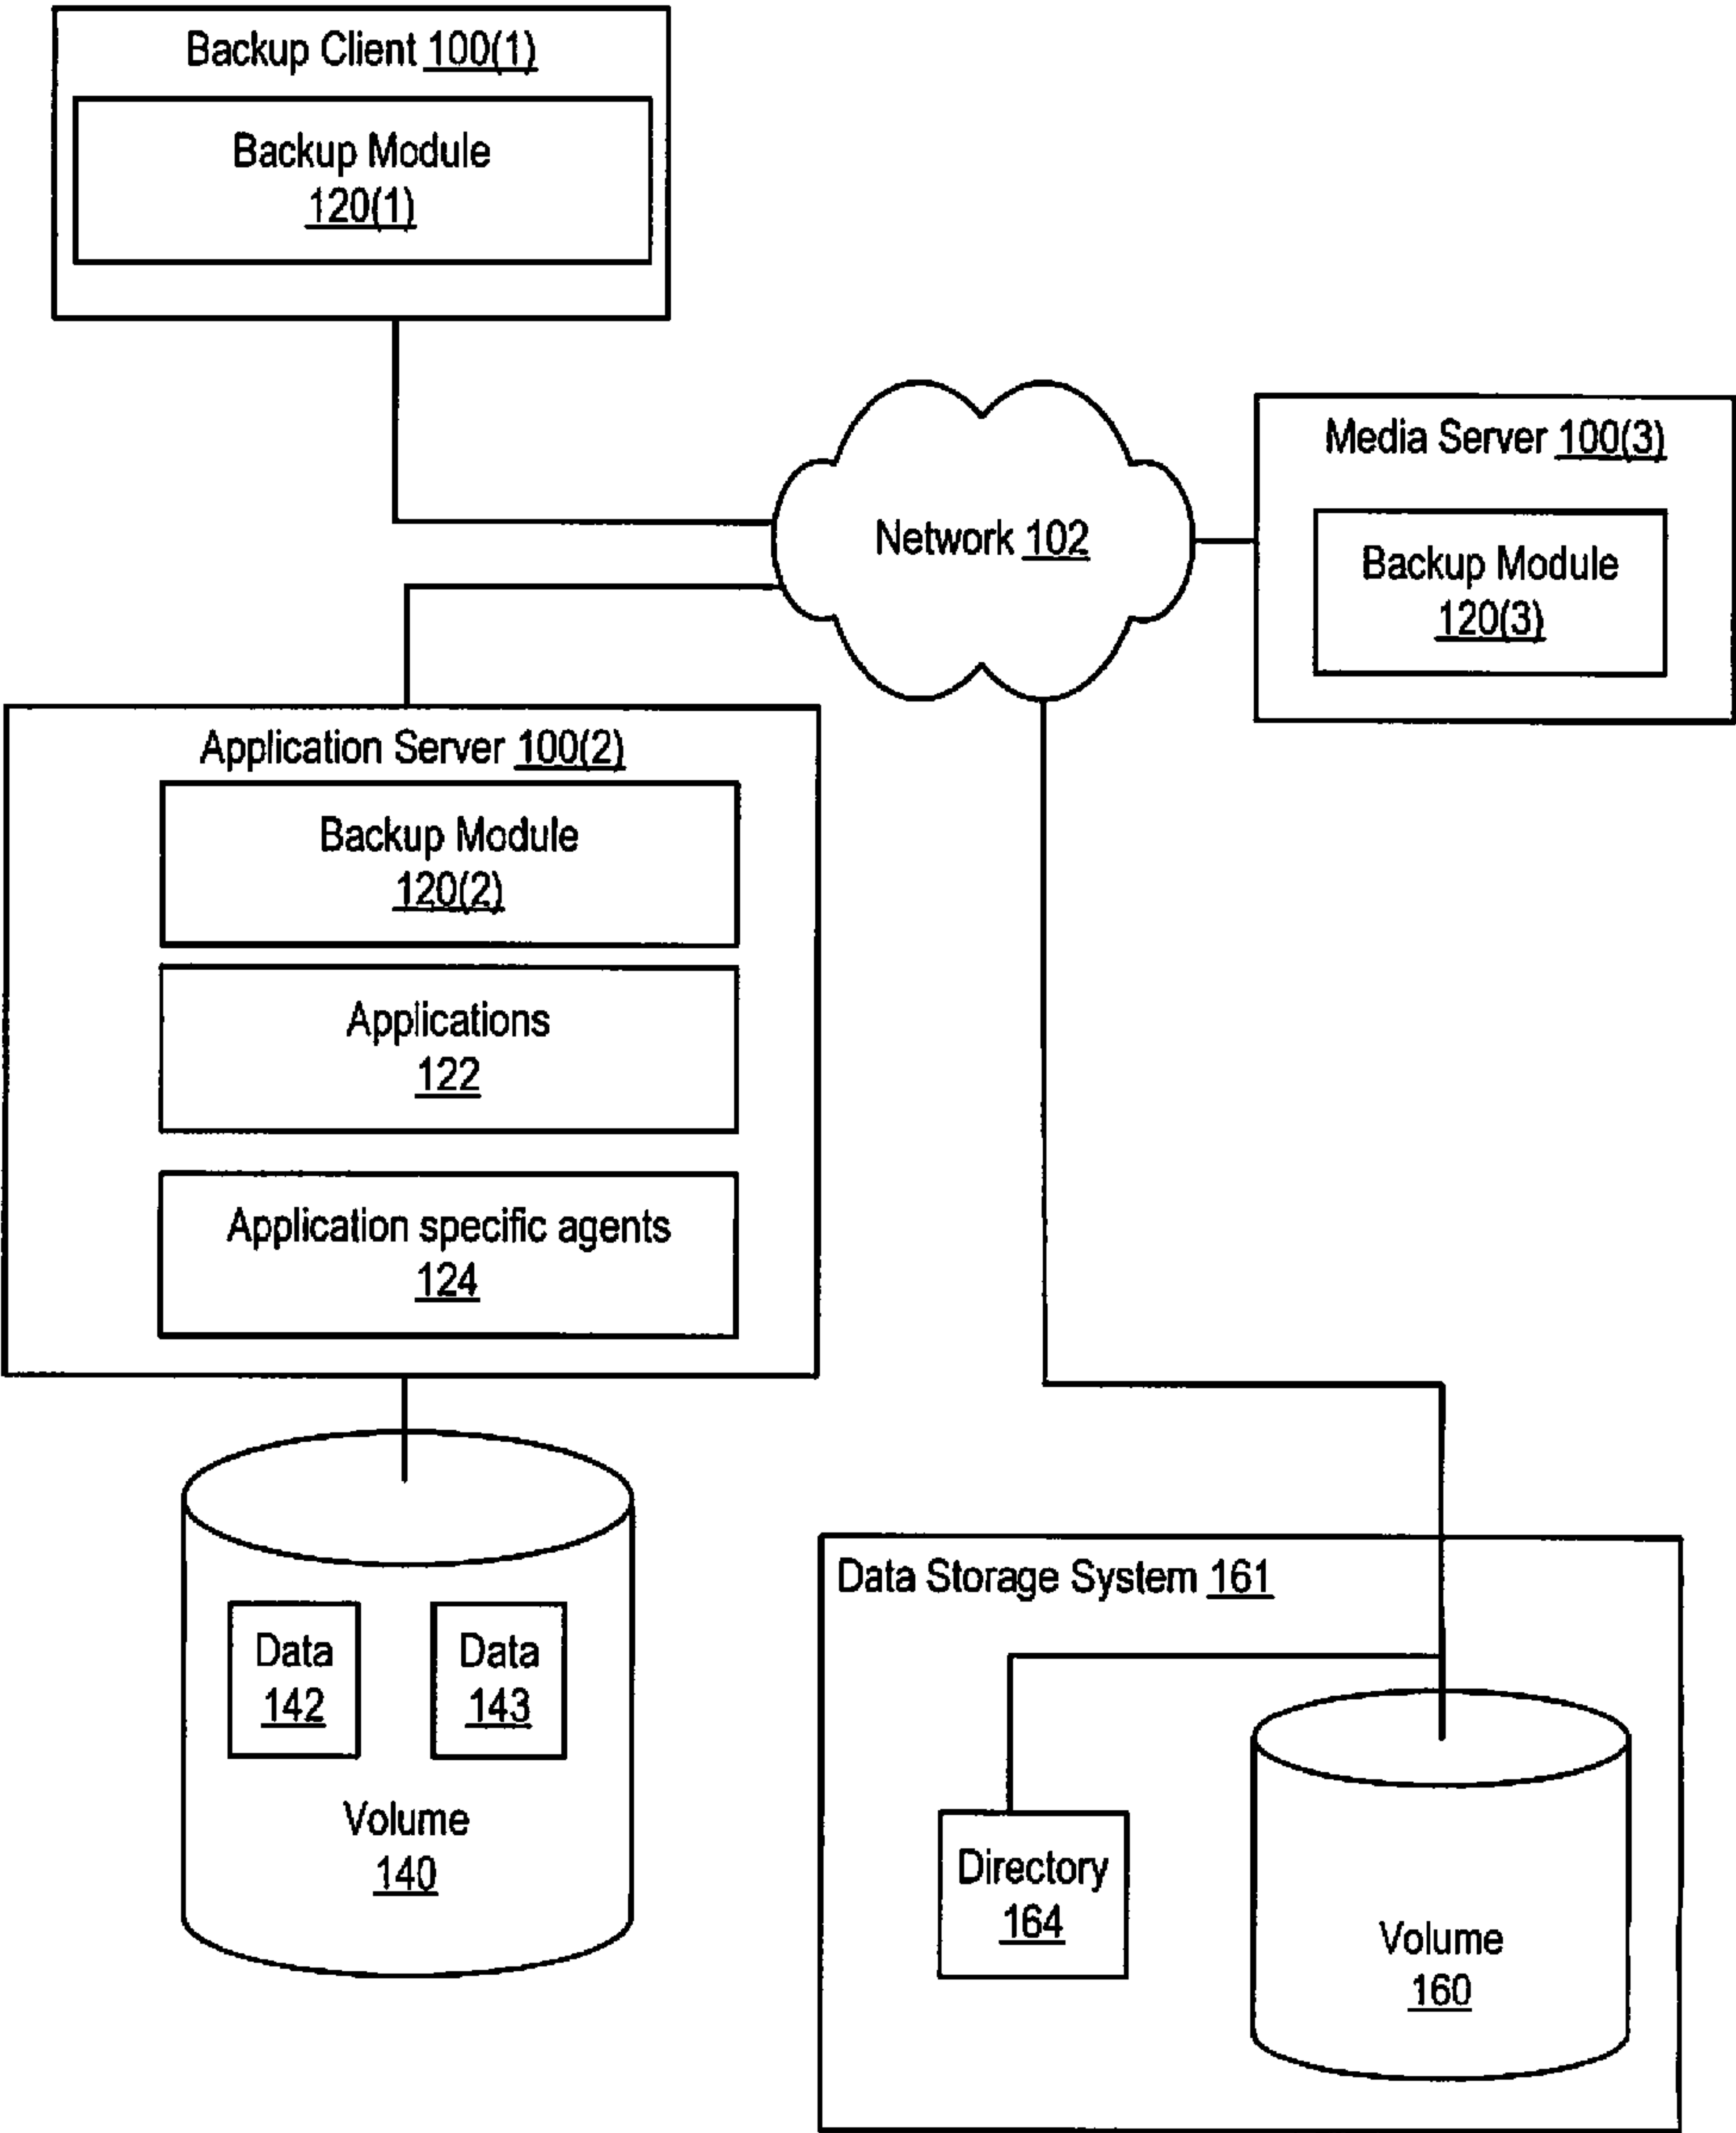 Backup Client 100(1)
Backup Module
120(1)
Network 102
Media Server 100(3)
Backup Module
120(3)
Application Server 100(2)
Backup Module
120(2)
Applications
122
Application specific agents
124
Data
142
Data
143
Volume
140
Data Storage System 161
Directory
164
Volume
160